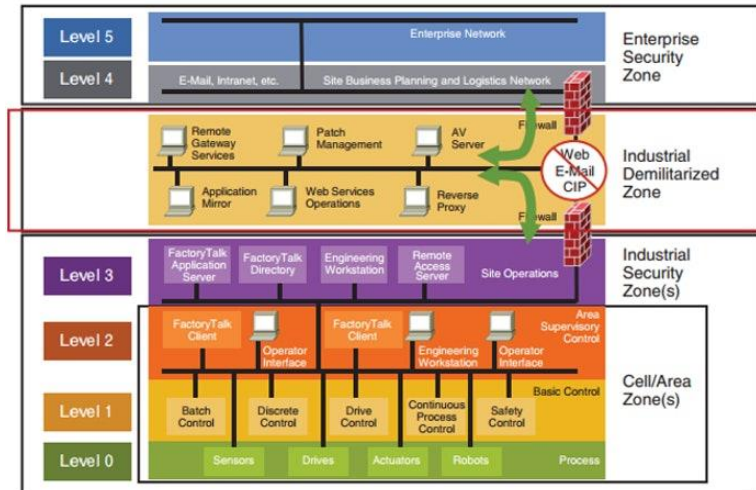 Level 5
Enterprise Network
Enterprise
Security
Zone
Level 4
E-Mail, Intranet, etc.
Site Business Planning and Logistics Network
Firewall
Remote
Gateway
Services
Patch
Management
AV
Server
Web
E-Mail
CIP
Industrial
Demilitarized
Zone
Application
Mirror
Web Services
Operations
Reverse
Proxy
Firewall
Level 3
FactoryTalk
Application
Server
FactoryTalk
Directory
Engineering
Workstation
Remote
Access
Server
Site Operations
Industrial
Security
Zone(s)
Level 2
FactoryTalk
Client
Operator
Interface
FactoryTalk
Client
Engineering
Workstation
Operator
Interface
Area
Supervisory
Control
Cell/Area
Zone(s)
Level 1
Basic Control
Batch
Control
Discrete
Control
Drive
Control
Continuous
Process
Control
Safety
Control
Level 0
Sensors
Drives
Actuators
Robots
Process